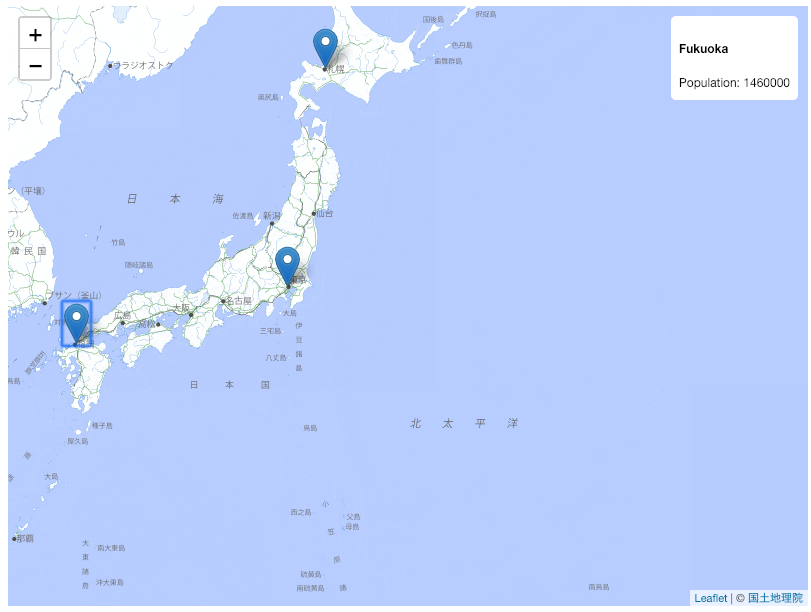 +
−
Fukuoka
Population: 1460000
択捉島
国後島
色丹島
歯舞群島
ウラジオストク
札幌
奥尻島
(平壌)
日本海
佐渡島
新潟
仙台
ウル
韓民国
竹島
隠岐諸島
プサン(釜山)
東京
名古屋
大阪
広島
高松
大島
三宅島
伊豆諸島
八丈島
日本国
種子島
屋久島
鳥島
北太平洋
大島
西之島
小
笠
原
諸
父島
母島
那覇
大東諸島
南大東島
沖大東島
硫黄島
南硫黄島
南鳥島
Leaflet | © 国土地理院